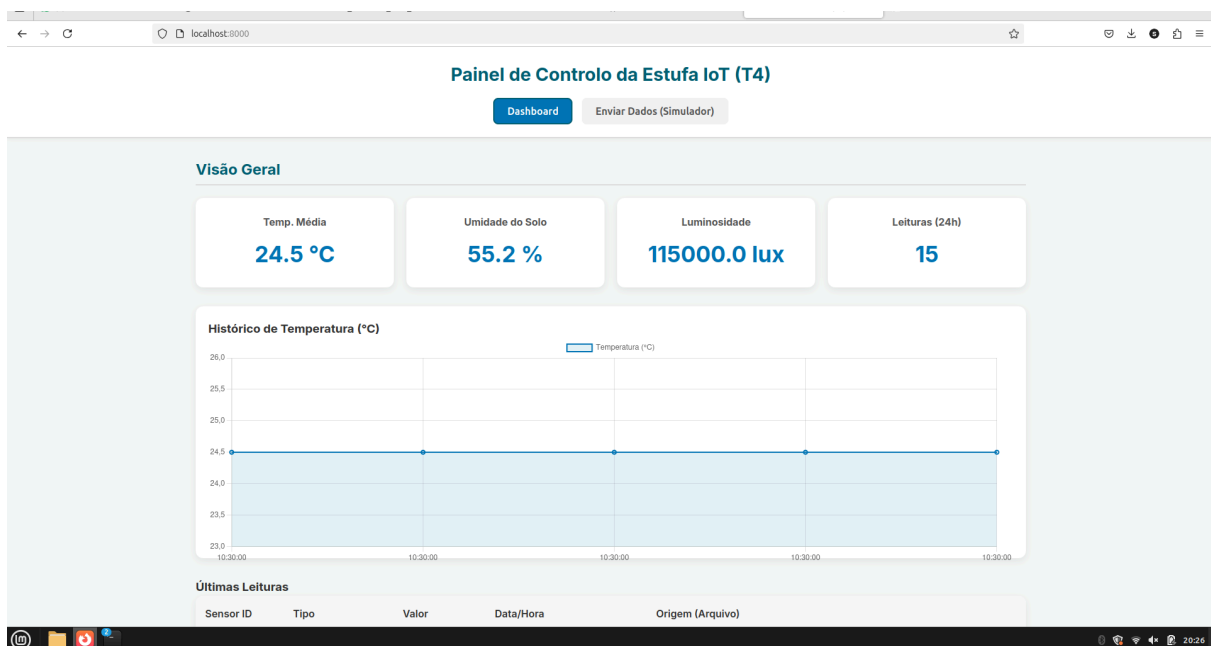 localhost:8000
Painel de Controlo da Estufa IoT (T4)
Dashboard
Enviar Dados (Simulador)
Visão Geral
Temp. Média
24.5 °C
Umidade do Solo
55.2 %
Luminosidade
115000.0 lux
Leituras (24h)
15
Histórico de Temperatura (°C)
Temperatura (ºC)
26,0
25,5
25,0
24,5
24,0
23,5
23,0
10:30:00 10:30:00 10:30:00 10:30:00 10:30:00
Últimas Leituras
Sensor ID Tipo Valor Data/Hora Origem (Arquivo)
2
20:26